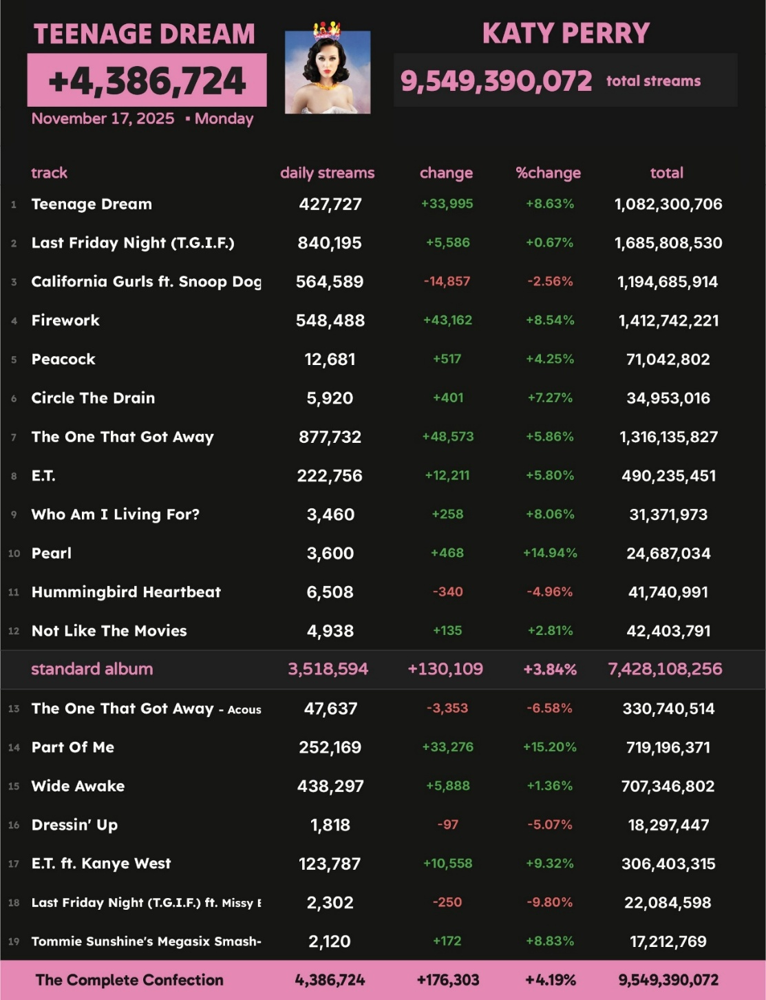 TEENAGE DREAM
+4,386,724
November 17, 2025 ▪ Monday
KATY PERRY
9,549,390,072 total streams
track daily streams change %change total
1 Teenage Dream 427,727 +33,995 +8.63% 1,082,300,706
2 Last Friday Night (T.G.I.F.) 840,195 +5,586 +0.67% 1,685,808,530
3 California Gurls ft. Snoop Dog 564,589 -14,857 -2.56% 1,194,685,914
4 Firework 548,488 +43,162 +8.54% 1,412,742,221
5 Peacock 12,681 +517 +4.25% 71,042,802
6 Circle The Drain 5,920 +401 +7.27% 34,953,016
7 The One That Got Away 877,732 +48,573 +5.86% 1,316,135,827
8 E.T. 222,756 +12,211 +5.80% 490,235,451
9 Who Am I Living For? 3,460 +258 +8.06% 31,371,973
10 Pearl 3,600 +468 +14.94% 24,687,034
11 Hummingbird Heartbeat 6,508 -340 -4.96% 41,740,991
12 Not Like The Movies 4,938 +135 +2.81% 42,403,791
standard album 3,518,594 +130,109 +3.84% 7,428,108,256
13 The One That Got Away - Acous 47,637 -3,353 -6.58% 330,740,514
14 Part Of Me 252,169 +33,276 +15.20% 719,196,371
15 Wide Awake 438,297 +5,888 +1.36% 707,346,802
16 Dressin' Up 1,818 -97 -5.07% 18,297,447
17 E.T. ft. Kanye West 123,787 +10,558 +9.32% 306,403,315
18 Last Friday Night (T.G.I.F.) ft. Missy E 2,302 -250 -9.80% 22,084,598
19 Tommie Sunshine's Megasix Smash- 2,120 +172 +8.83% 17,212,769
The Complete Confection 4,386,724 +176,303 +4.19% 9,549,390,072